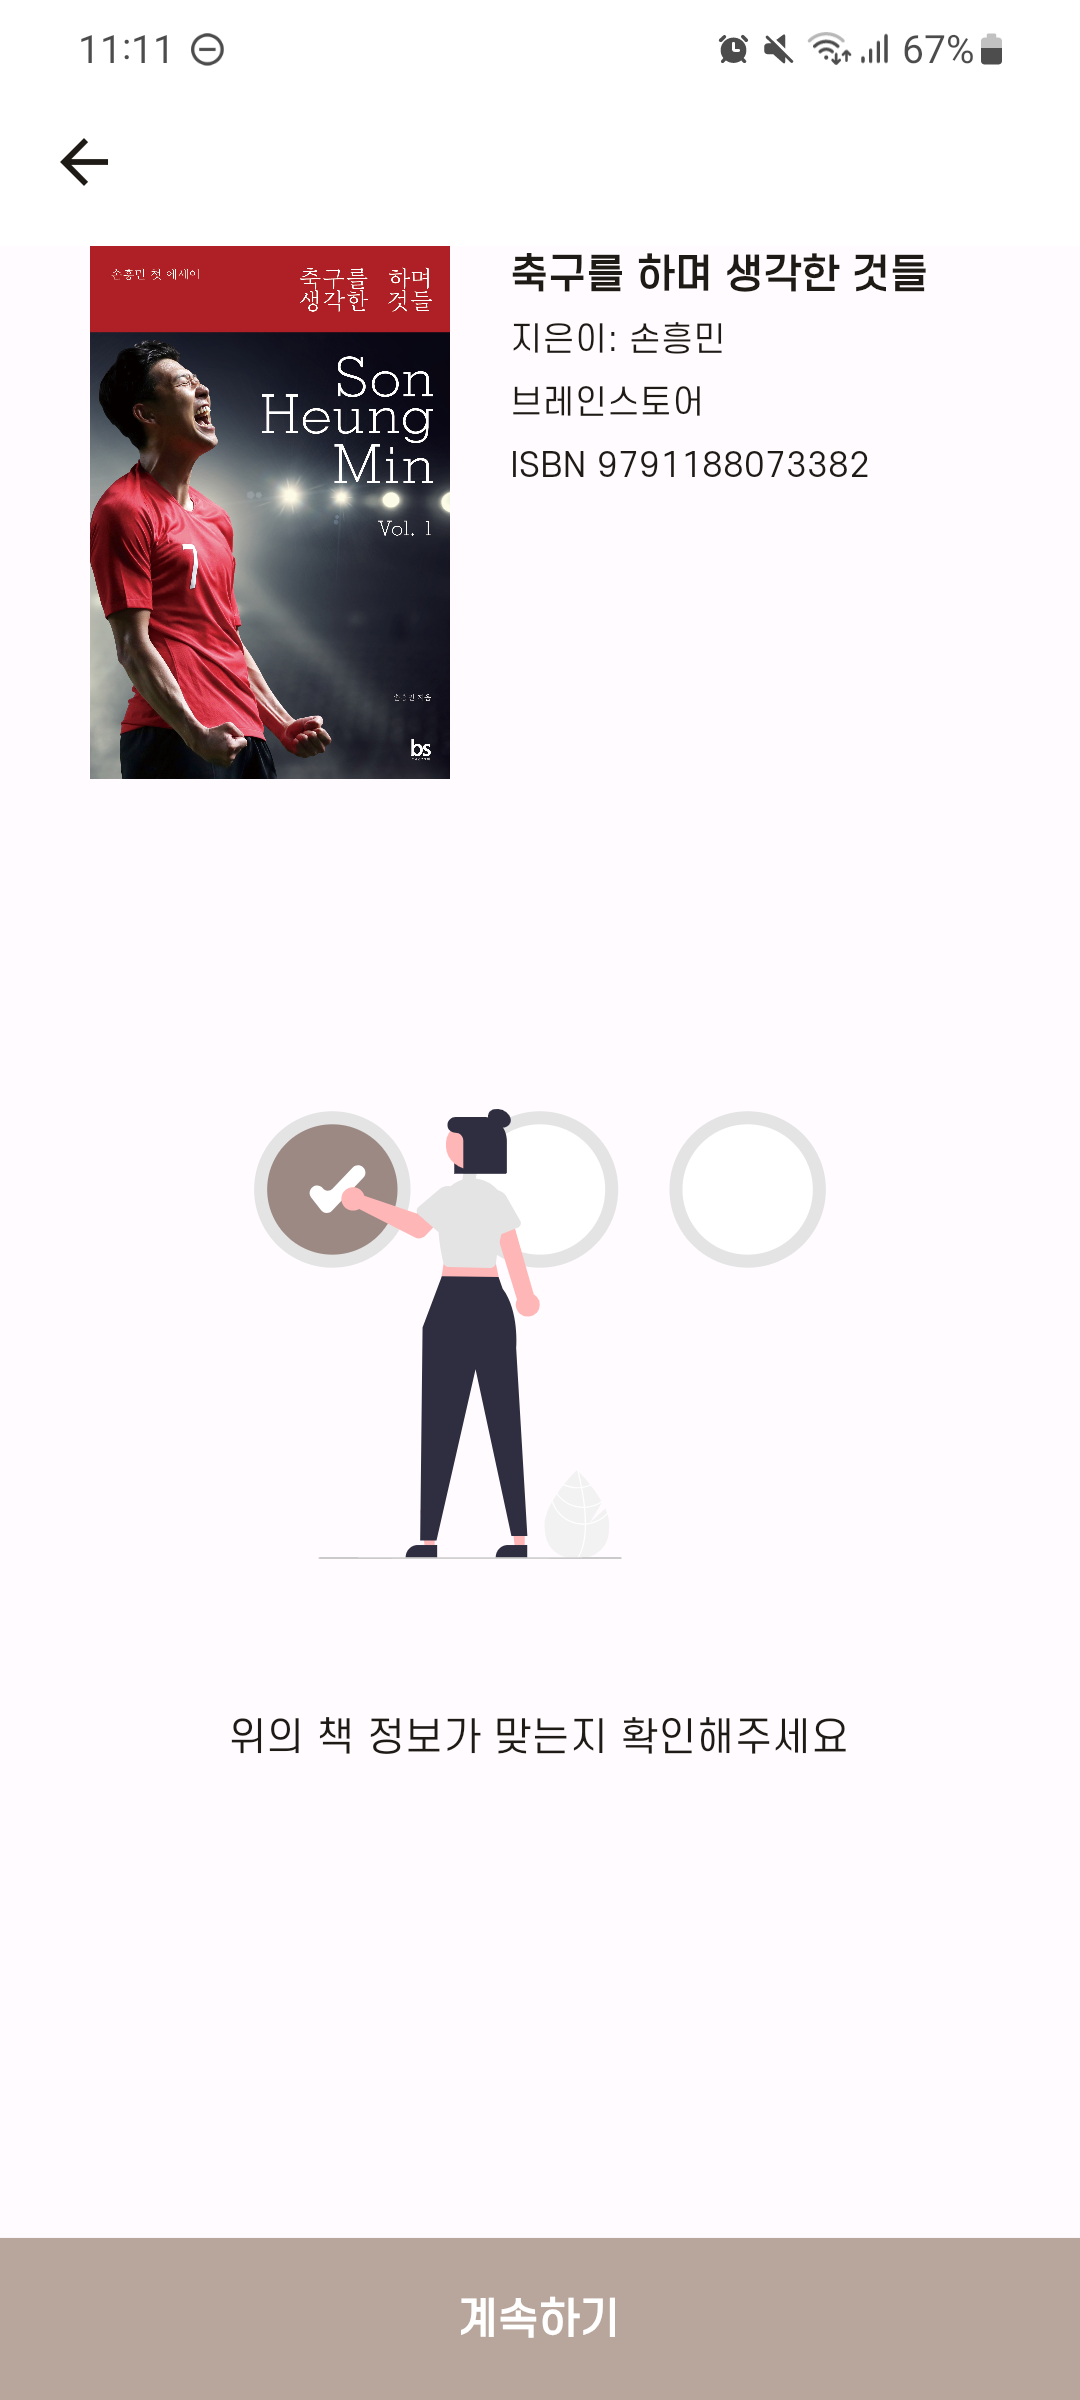 11:11
67%
손흥민 첫 에세이
축구를 하며
생각한 것들
Son
Heung
Min
Vol. 1
7
bs
축구를 하며 생각한 것들
지은이: 손흥민
브레인스토어
ISBN 9791188073382
위의 책 정보가 맞는지 확인해주세요
계속하기